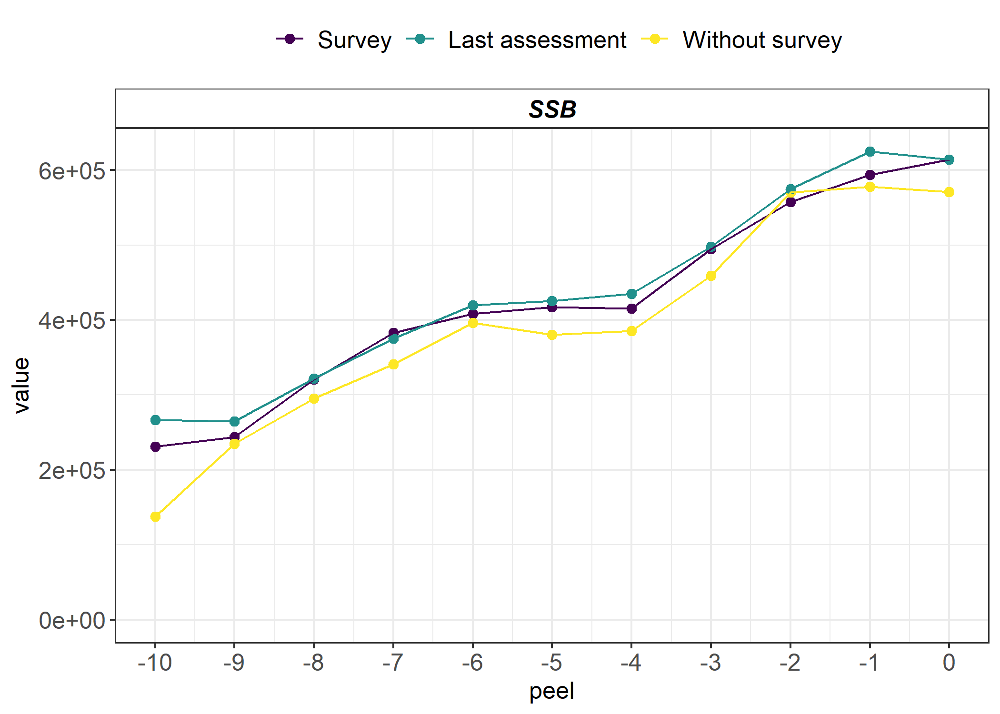 Survey Last assessment Without survey
SSB
6e+05
4e+05
2e+05
0e+00
value
-10 -9 -8 -7 -6 -5 -4 -3 -2 -1 0
peel